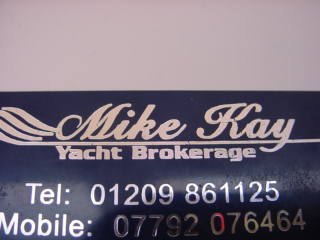 Mike Kay
Yacht Brokerage
Tel: 01209 861125
Mobile: 07792 076464